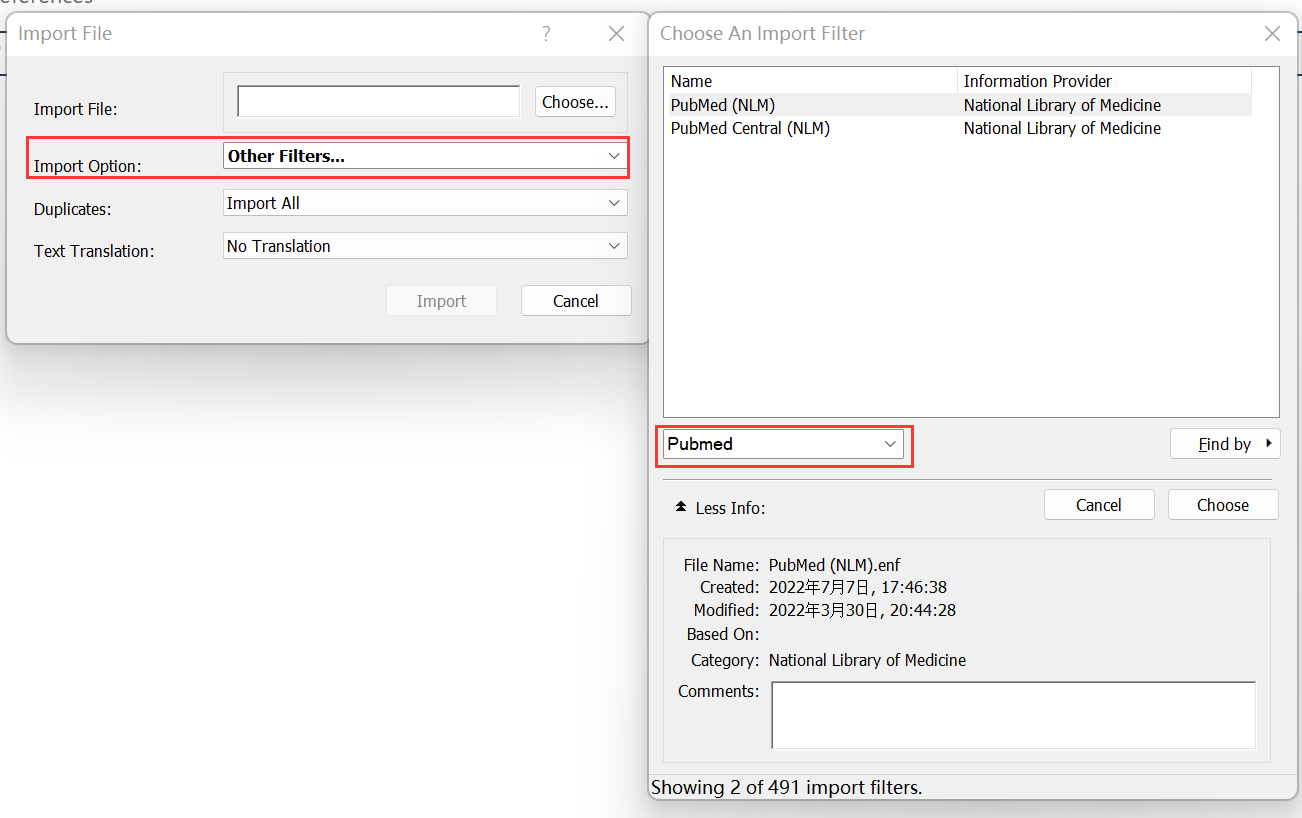 Import File
?
Import File:
Choose...
Import Option:
Other Filters...
Duplicates:
Import All
Text Translation:
No Translation
Import
Cancel
Choose An Import Filter
Name Information Provider
PubMed (NLM) National Library of Medicine
PubMed Central (NLM) National Library of Medicine
Pubmed
Find by
Less Info:
Cancel
Choose
File Name: PubMed (NLM).enf
Created: 2022年7月7日, 17:46:38
Modified: 2022年3月30日, 20:44:28
Based On:
Category: National Library of Medicine
Comments:
Showing 2 of 491 import filters.